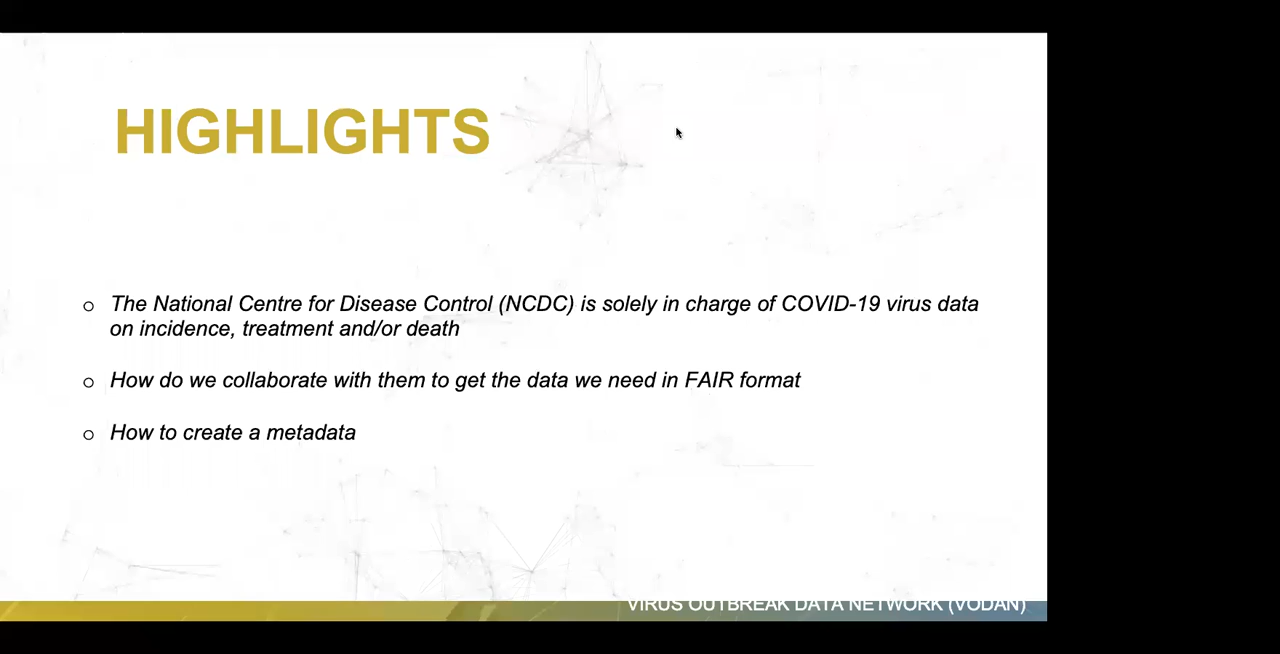 HIGHLIGHTS
o The National Centre for Disease Control (NCDC) is solely in charge of COVID-19 virus data
on incidence, treatment and/or death
o How do we collaborate with them to get the data we need in FAIR format
o How to create a metadata
VIRUS OUTBREAK DATA NETWORK (VODAN)